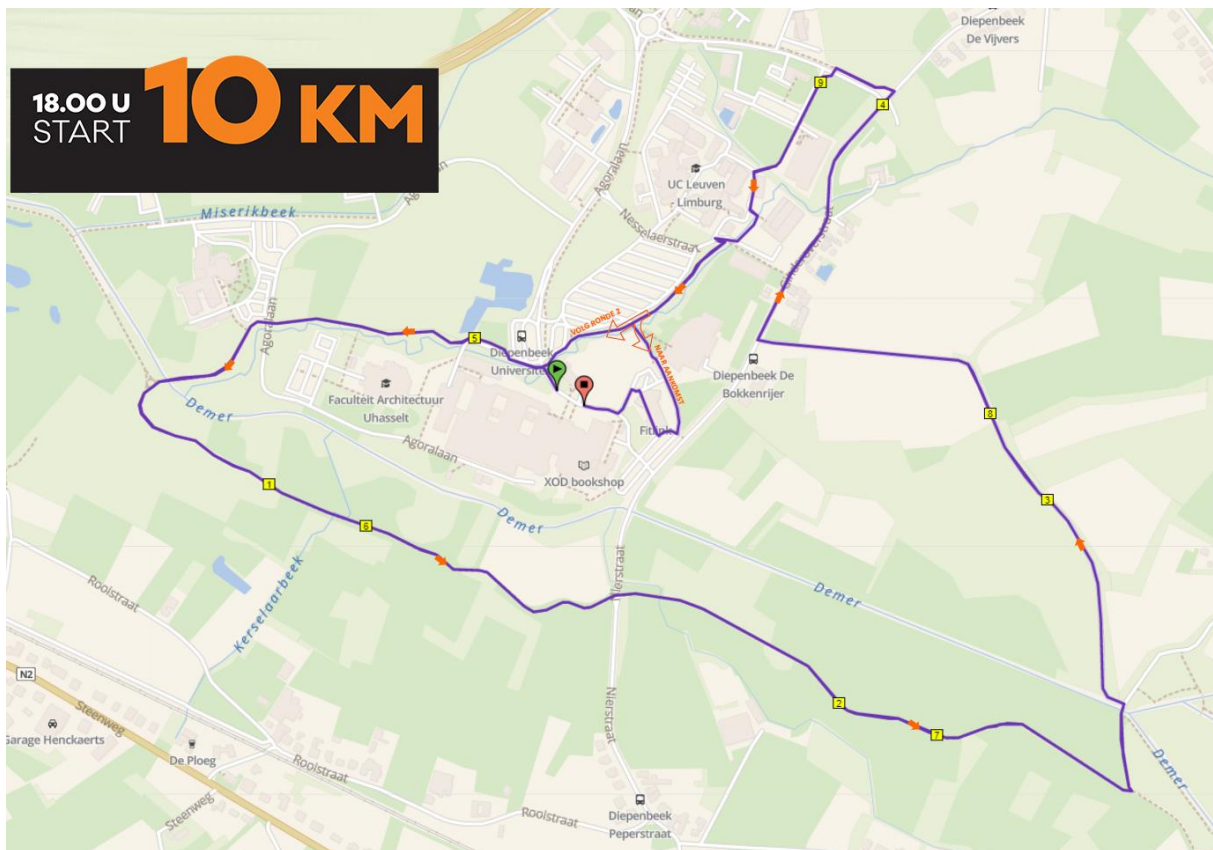 18.00 U
START
10 KM
Diepenbeek
De Vijvers
9
4
Agoralaan
UC Leuven
Limburg
Miserikbeek
Agoralaan
Nesselaerstraat
Ginderoverstraat
VOLG RONDE 2
NAAR AANKOMST
5
Diepenbeek
Universiteit
Agoralaan
Diepenbeek De
Bokkenrijer
Faculteit Architectuur
Uhasselt
Demer
Fitlink
8
Agoralaan
XOD bookshop
1
6
3
Demer
Demer
Rooistraat
Kerselaarbeek
Nierstraat
N2
Steenweg
2
7
Nierstraat
Garage Henckaerts
De Ploeg
Rooistraat
Demer
Steenweg
Rooistraat
Diepenbeek
Peperstraat